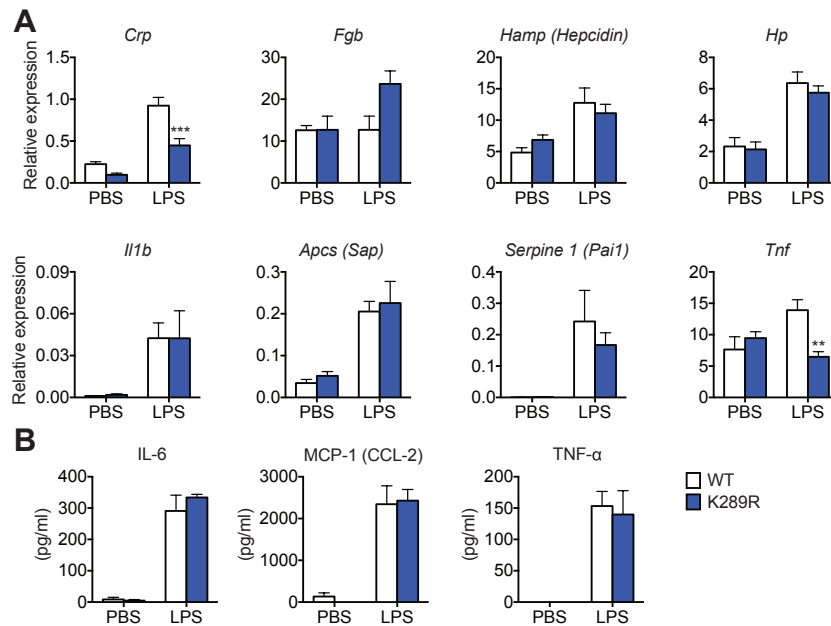 A
Crp
Fgb
Hamp (Hepcidin)
Hp
Relative expression
1.5
1.0
0.5
0.0
***
PBS
LPS
30
20
10
0
PBS
LPS
20
15
10
5
0
PBS
LPS
8
6
4
2
0
PBS
LPS
Il1b
Apcs (Sap)
Serpine 1 (Pai1)
Tnf
Relative expression
0.09
0.06
0.03
0.00
PBS
LPS
0.3
0.2
0.1
0.0
PBS
LPS
0.4
0.3
0.2
0.1
0.0
PBS
LPS
20
15
10
5
0
**
PBS
LPS
B
IL-6
MCP-1 (CCL-2)
TNF-α
(pg/ml)
400
300
200
100
0
PBS
LPS
(pg/ml)
3000
2000
1000
0
PBS
LPS
(pg/ml)
200
150
100
50
0
PBS
LPS
WT
K289R